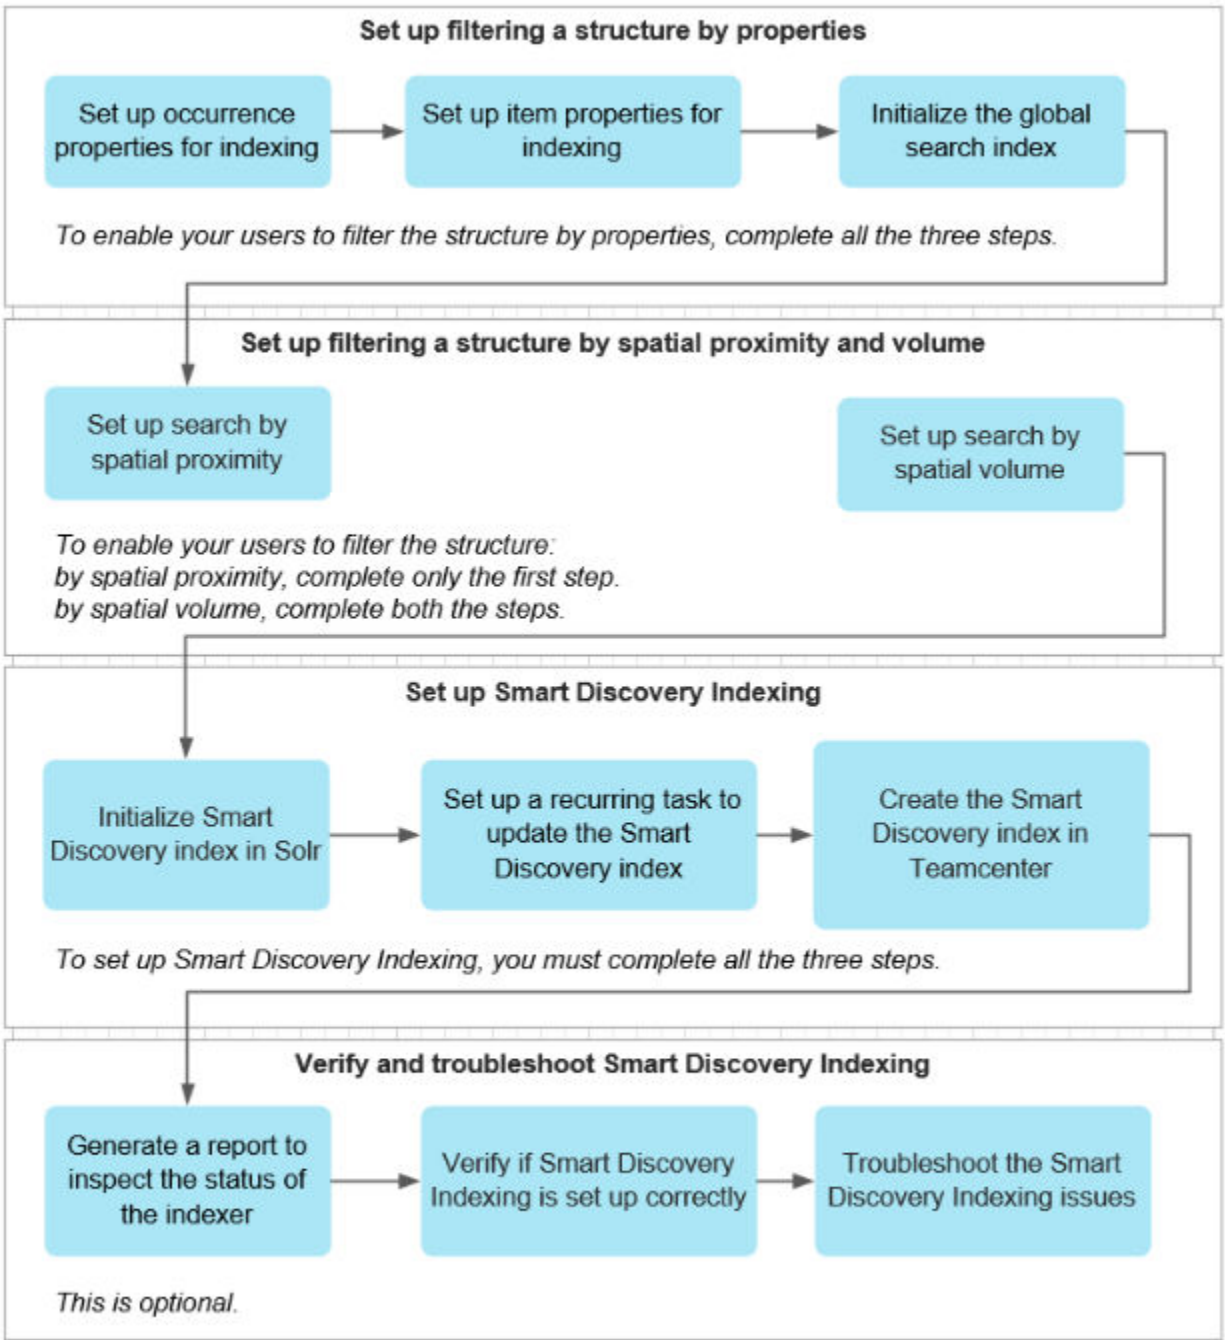 Set up filtering a structure by properties
Set up occurrence
properties for indexing
Set up item properties for
indexing
Initialize the global
search index
To enable your users to filter the structure by properties, complete all the three steps.
Set up filtering a structure by spatial proximity and volume
Set up search by
spatial proximity
Set up search by
spatial volume
To enable your users to filter the structure:
by spatial proximity, complete only the first step.
by spatial volume, complete both the steps.
Set up Smart Discovery Indexing
Initialize Smart
Discovery index in Solr
Set up a recurring task to
update the Smart
Discovery index
Create the Smart
Discovery index in
Teamcenter
To set up Smart Discovery Indexing, you must complete all the three steps.
Verify and troubleshoot Smart Discovery Indexing
Generate a report to
inspect the status of
the indexer
Verify if Smart Discovery
Indexing is set up correctly
Troubleshoot the Smart
Discovery Indexing issues
This is optional.